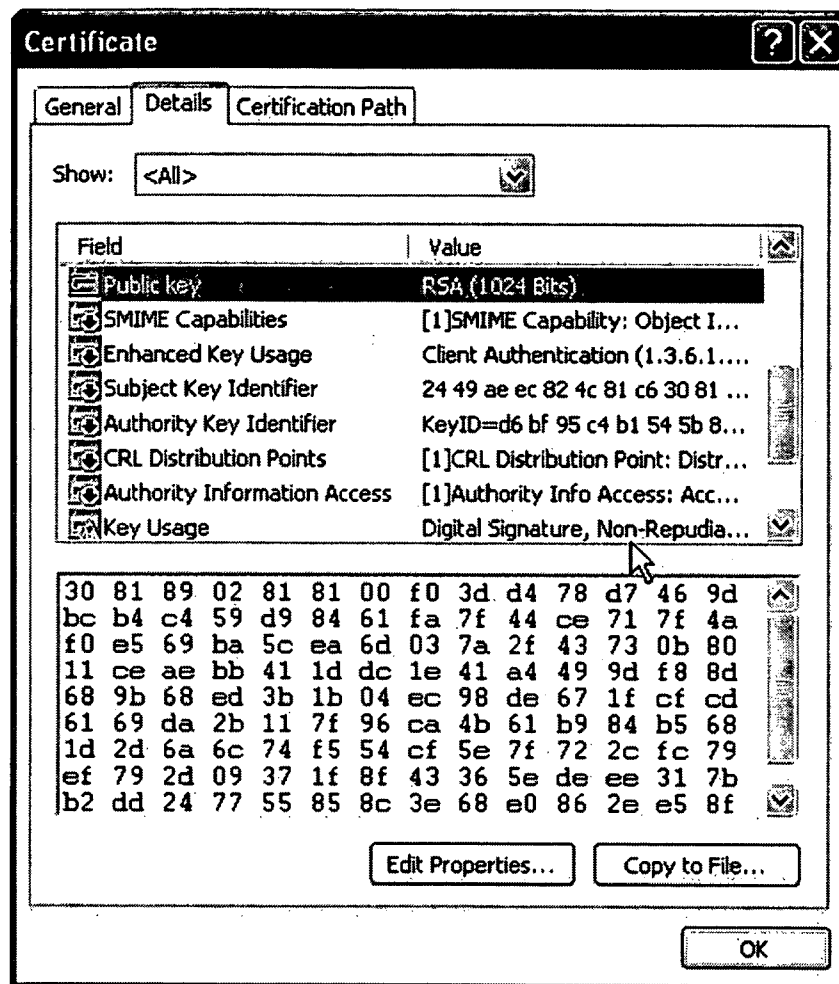 Certificate
General Details Certification Path
Show: <All>
Field Value
Public key RSA (1024 Bits)
SMIME Capabilities [1]SMIME Capability: Object I...
Enhanced Key Usage Client Authentication (1.3.6.1....
Subject Key Identifier 24 49 ae ec 82 4c 81 c6 30 81 ...
Authority Key Identifier KeyID=d6 bf 95 c4 b1 54 5b 8...
CRL Distribution Points [1]CRL Distribution Point: Distr...
Authority Information Access [1]Authority Info Access: Acc...
Key Usage Digital Signature, Non-Repudia...
30 81 89 02 81 81 00 f0 3d d4 78 d7 46 9d
bc b4 c4 59 d9 84 61 fa 7f 44 ce 71 7f 4a
f0 e5 69 ba 5c ea 6d 03 7a 2f 43 73 0b 80
11 ce ae bb 41 1d dc 1e 41 a4 49 9d f8 8d
68 9b 68 ed 3b 1b 04 ec 98 de 67 1f cf cd
61 69 da 2b 11 7f 96 ca 4b 61 b9 84 b5 68
1d 2d 6a 6c 74 f5 54 cf 5e 7f 72 2c fc 79
ef 79 2d 09 37 1f 8f 43 36 5e de ee 31 7b
b2 dd 24 77 55 85 8c 3e 68 e0 86 2e e5 8f
Edit Properties... Copy to File...
OK